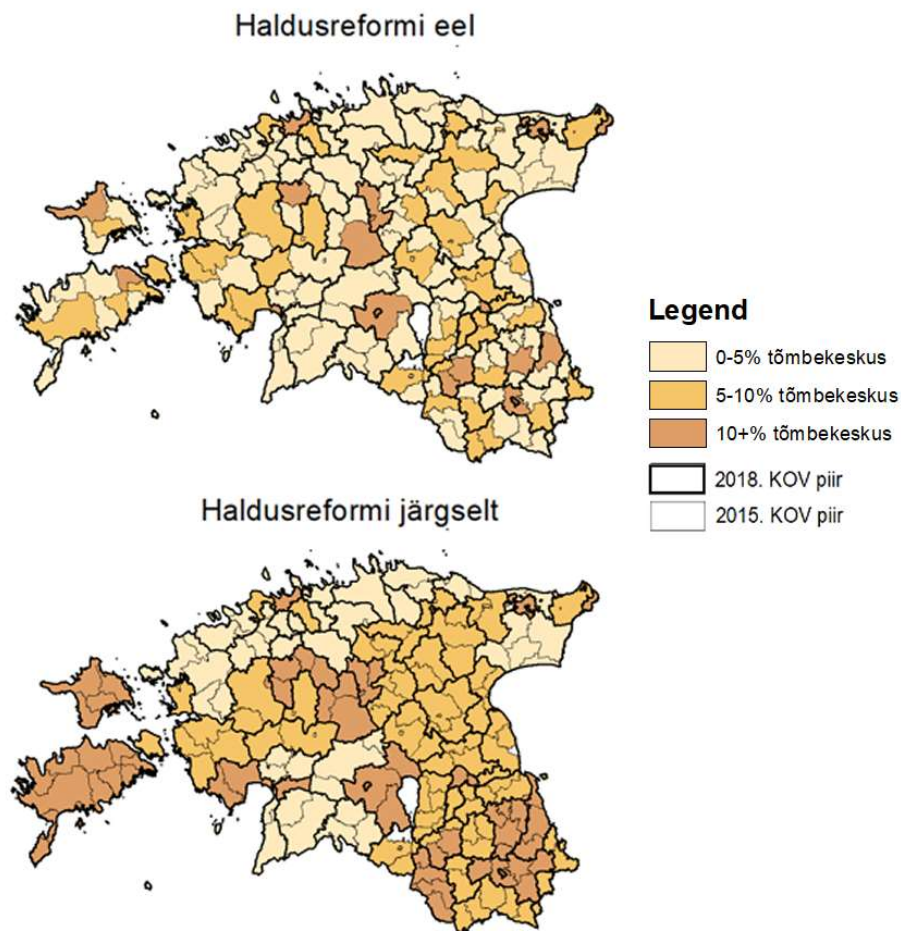 Haldusreformi eel
Legend
0-5% tõmbekeskus
5-10% tõmbekeskus
10+% tõmbekeskus
2018. KOV piir
2015. KOV piir
Haldusreformi järgselt